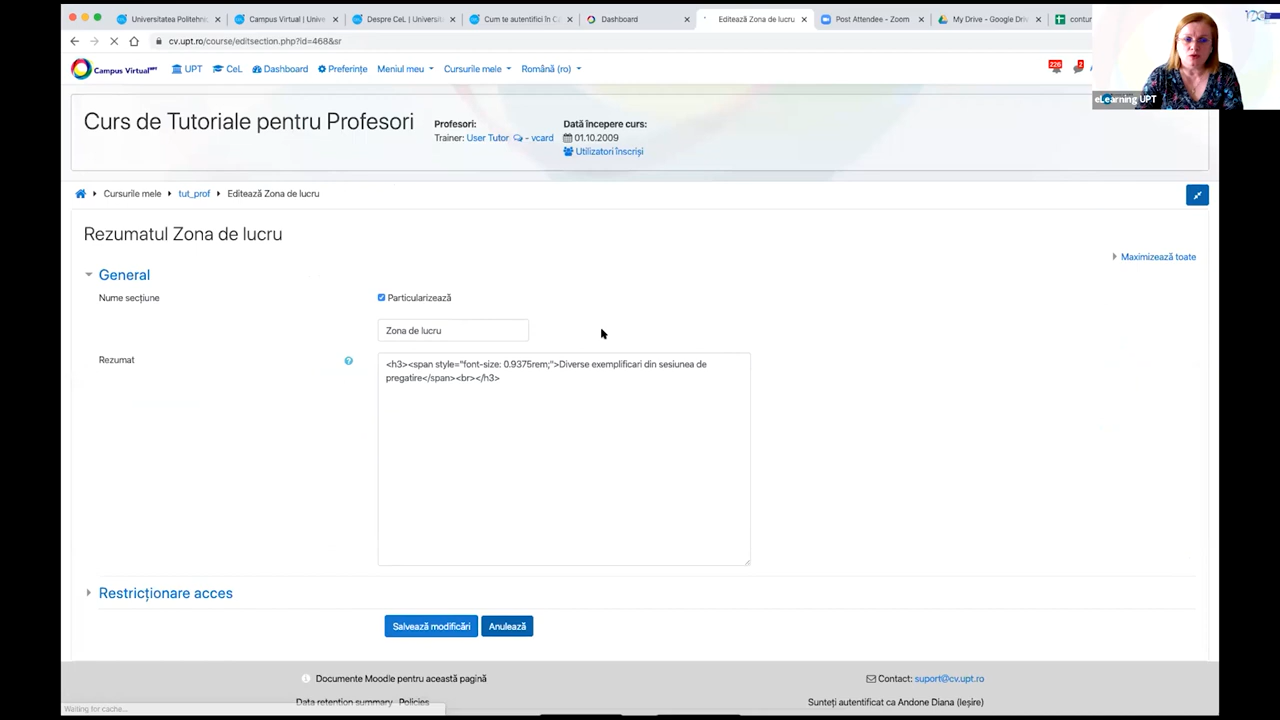 Universitatea Politehnic
Campus Virtual | Unive
Despre CeL | Universita
Cum te autentifici în C
Dashboard
Editează Zona de lucru
Post Attendee - Zoom
My Drive - Google Driv
contur
cv.upt.ro/course/editsection.php?id=468&sr
Campus Virtual UPT
UPT
CeL
Dashboard
Preferințe
Meniul meu
Cursurile mele
Română (ro)
226
2
eLearning UPT
Curs de Tutoriale pentru Profesori
Profesori:
Trainer: User Tutor - vcard
Dată începere curs:
01.10.2009
Utilizatori înscriși
Cursurile mele
tut_prof
Editează Zona de lucru
Rezumatul Zona de lucru
Maximizează toate
General
Nume secțiune
Particularizează
Zona de lucru
Rezumat
<h3><span style="font-size: 0.9375rem;">Diverse exemplificari din sesiunea de
pregatire</span><br></h3>
Restricționare acces
Salvează modificări
Anulează
Documente Moodle pentru această pagină
Contact: suport@cv.upt.ro
Data retention summary Policies
Sunteți autentificat ca Andone Diana (Ieșire)
Waiting for cache...